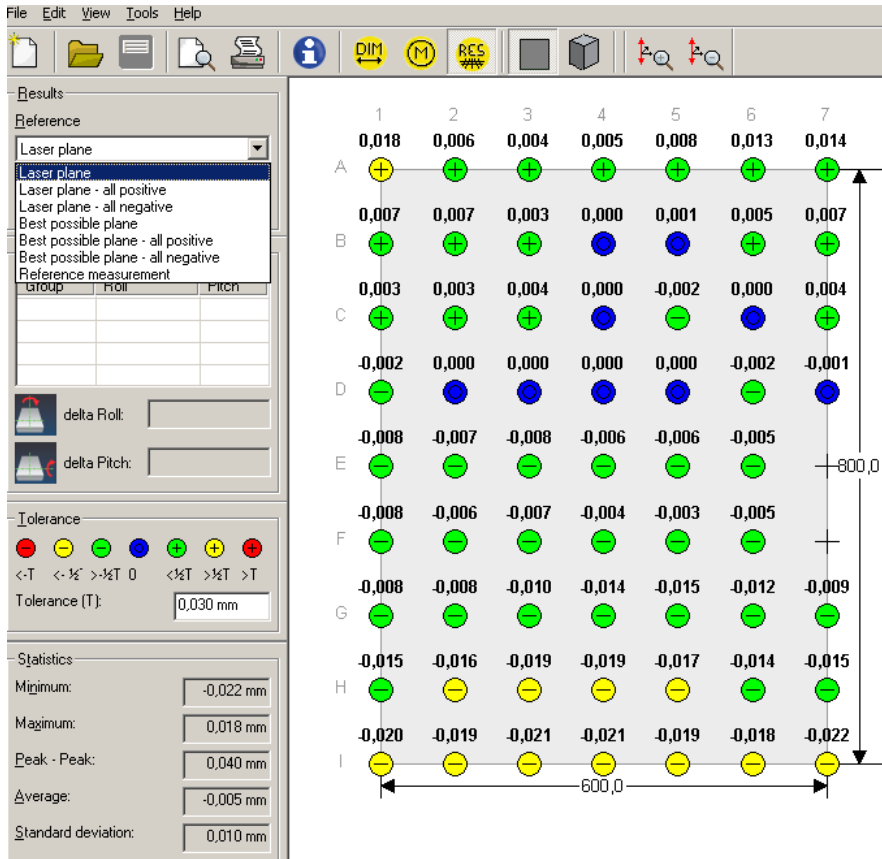 File Edit View Tools Help
DIM M RES
Results
Reference
Laser plane
Laser plane
Laser plane - all positive
Laser plane - all negative
Best possible plane
Best possible plane - all positive
Best possible plane - all negative
Reference measurement
Group Roll Pitch
delta Roll:
delta Pitch:
Tolerance
<-T <-½ >-½T 0 <½T >½T >T
Tolerance (T): 0,030 mm
Statistics
Minimum: -0,022 mm
Maximum: 0,018 mm
Peak - Peak: 0,040 mm
Average: -0,005 mm
Standard deviation: 0,010 mm
1 2 3 4 5 6 7
0,018 0,006 0,004 0,005 0,008 0,013 0,014
A
0,007 0,007 0,003 0,000 0,001 0,005 0,007
B
0,003 0,003 0,004 0,000 -0,002 0,000 0,004
C
-0,002 0,000 0,000 0,000 0,000 -0,002 -0,001
D
-0,008 -0,007 -0,008 -0,006 -0,006 -0,005
E 800,0
-0,008 -0,006 -0,007 -0,004 -0,003 -0,005
F
-0,008 -0,008 -0,010 -0,014 -0,015 -0,012 -0,009
G
-0,015 -0,016 -0,019 -0,019 -0,017 -0,014 -0,015
H
-0,020 -0,019 -0,021 -0,021 -0,019 -0,018 -0,022
I
600,0